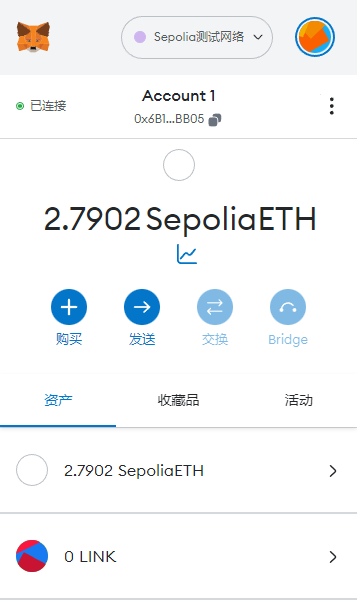 Sepolia测试网络
已连接
Account 1
0x6B1...BB05
2.7902 SepoliaETH
购买 发送 交换 Bridge
资产 收藏品 活动
2.7902 SepoliaETH
0 LINK